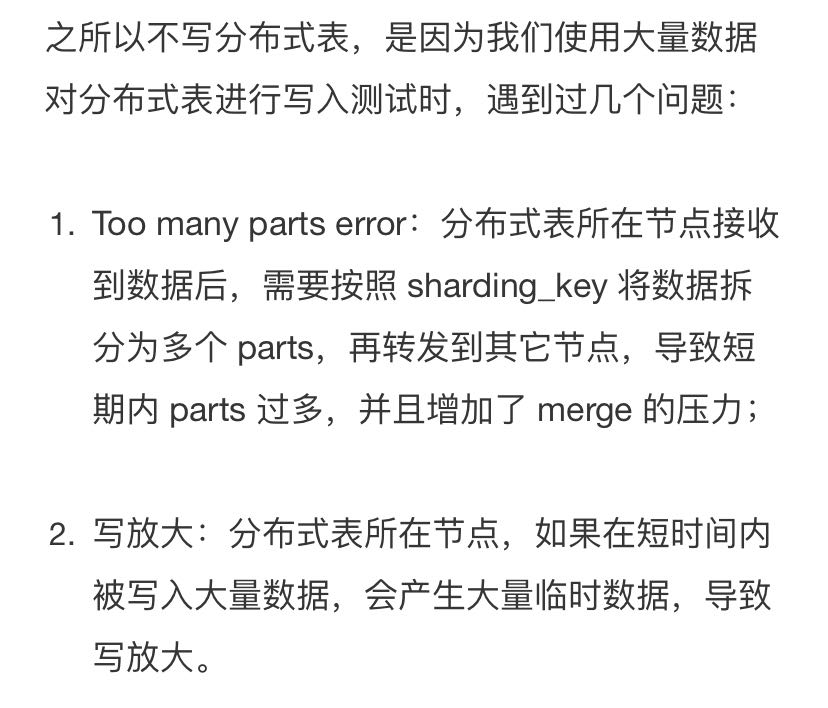 之所以不写分布式表，是因为我们使用大量数据
对分布式表进行写入测试时，遇到过几个问题：
1. Too many parts error：分布式表所在节点接收
到数据后，需要按照 sharding_key 将数据拆
分为多个 parts，再转发到其它节点，导致短
期内 parts 过多，并且增加了 merge 的压力；
2. 写放大：分布式表所在节点，如果在短时间内
被写入大量数据，会产生大量临时数据，导致
写放大。